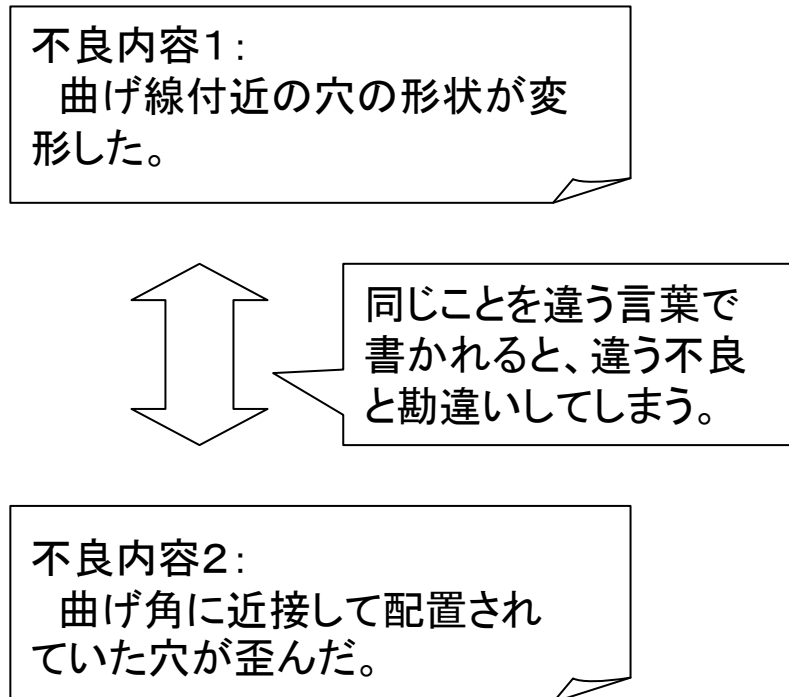 不良内容１：
曲げ線付近の穴の形状が変
形した。
同じことを違う言葉で
書かれると、違う不良
と勘違いしてしまう。
不良内容２：
曲げ角に近接して配置され
ていた穴が歪んだ。